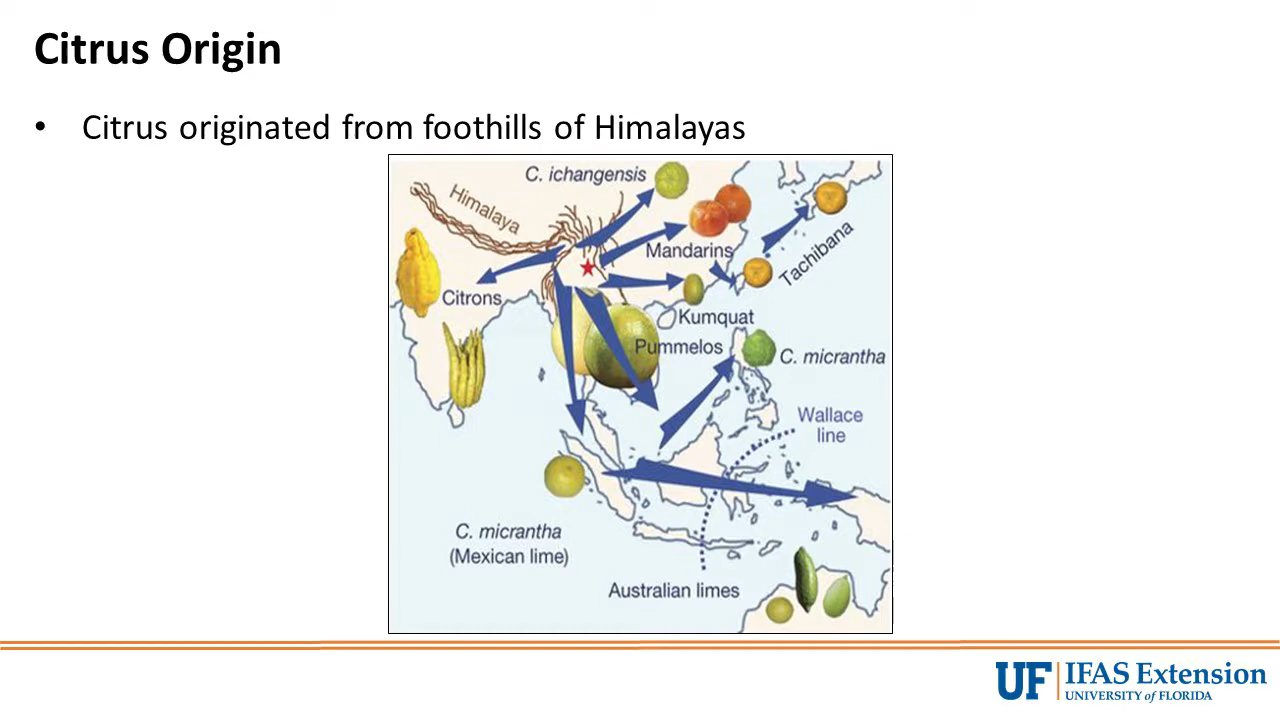 Citrus Origin
• Citrus originated from foothills of Himalayas
C. ichangensis
Himalaya
Mandarins
Tachibana
Citrons
Kumquat
Pummelos
C. micrantha
Wallace
line
C. micrantha
(Mexican lime)
Australian limes
UF IFAS Extension
UNIVERSITY of FLORIDA